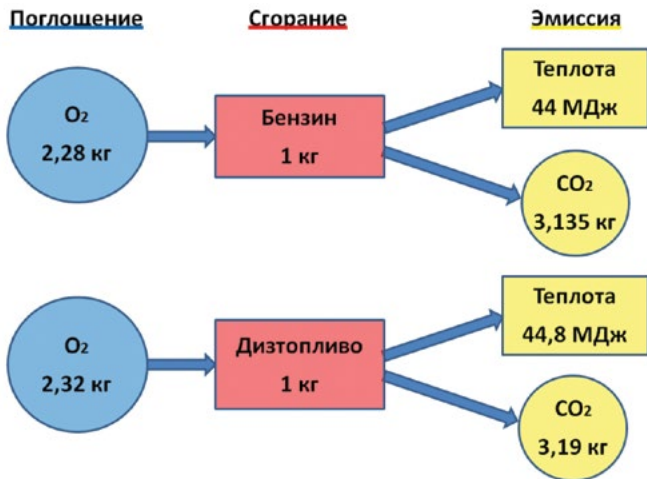 Поглощение
Сгорание
Эмиссия
O₂
2,28 кг
Бензин
1 кг
Теплота
44 МДж
CO₂
3,135 кг
O₂
2,32 кг
Дизтопливо
1 кг
Теплота
44,8 МДж
CO₂
3,19 кг